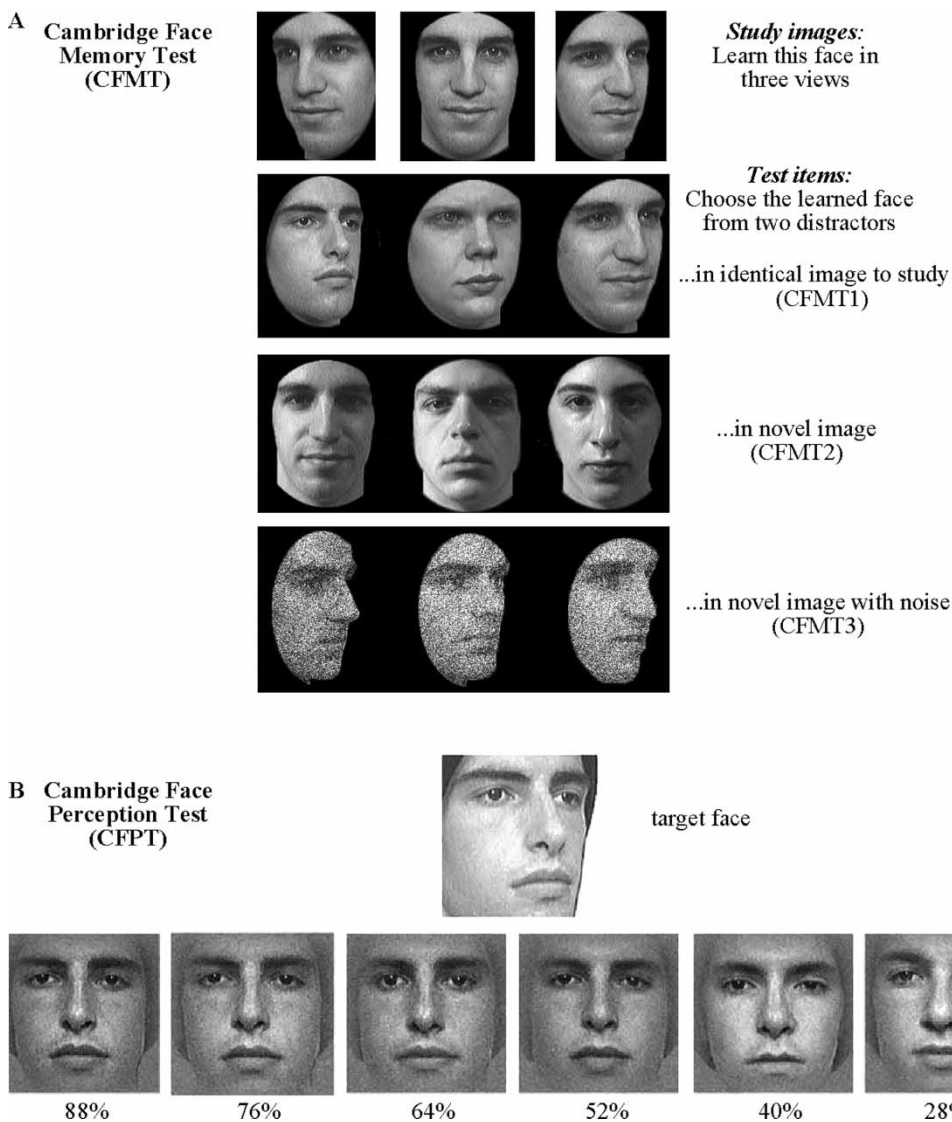 A
Cambridge Face
Memory Test
(CFMT)
Study images:
Learn this face in
three views
Test items:
Choose the learned face
from two distractors
...in identical image to study
(CFMT1)
...in novel image
(CFMT2)
...in novel image with noise
(CFMT3)
B
Cambridge Face
Perception Test
(CFPT)
target face
88%
76%
64%
52%
40%
28%